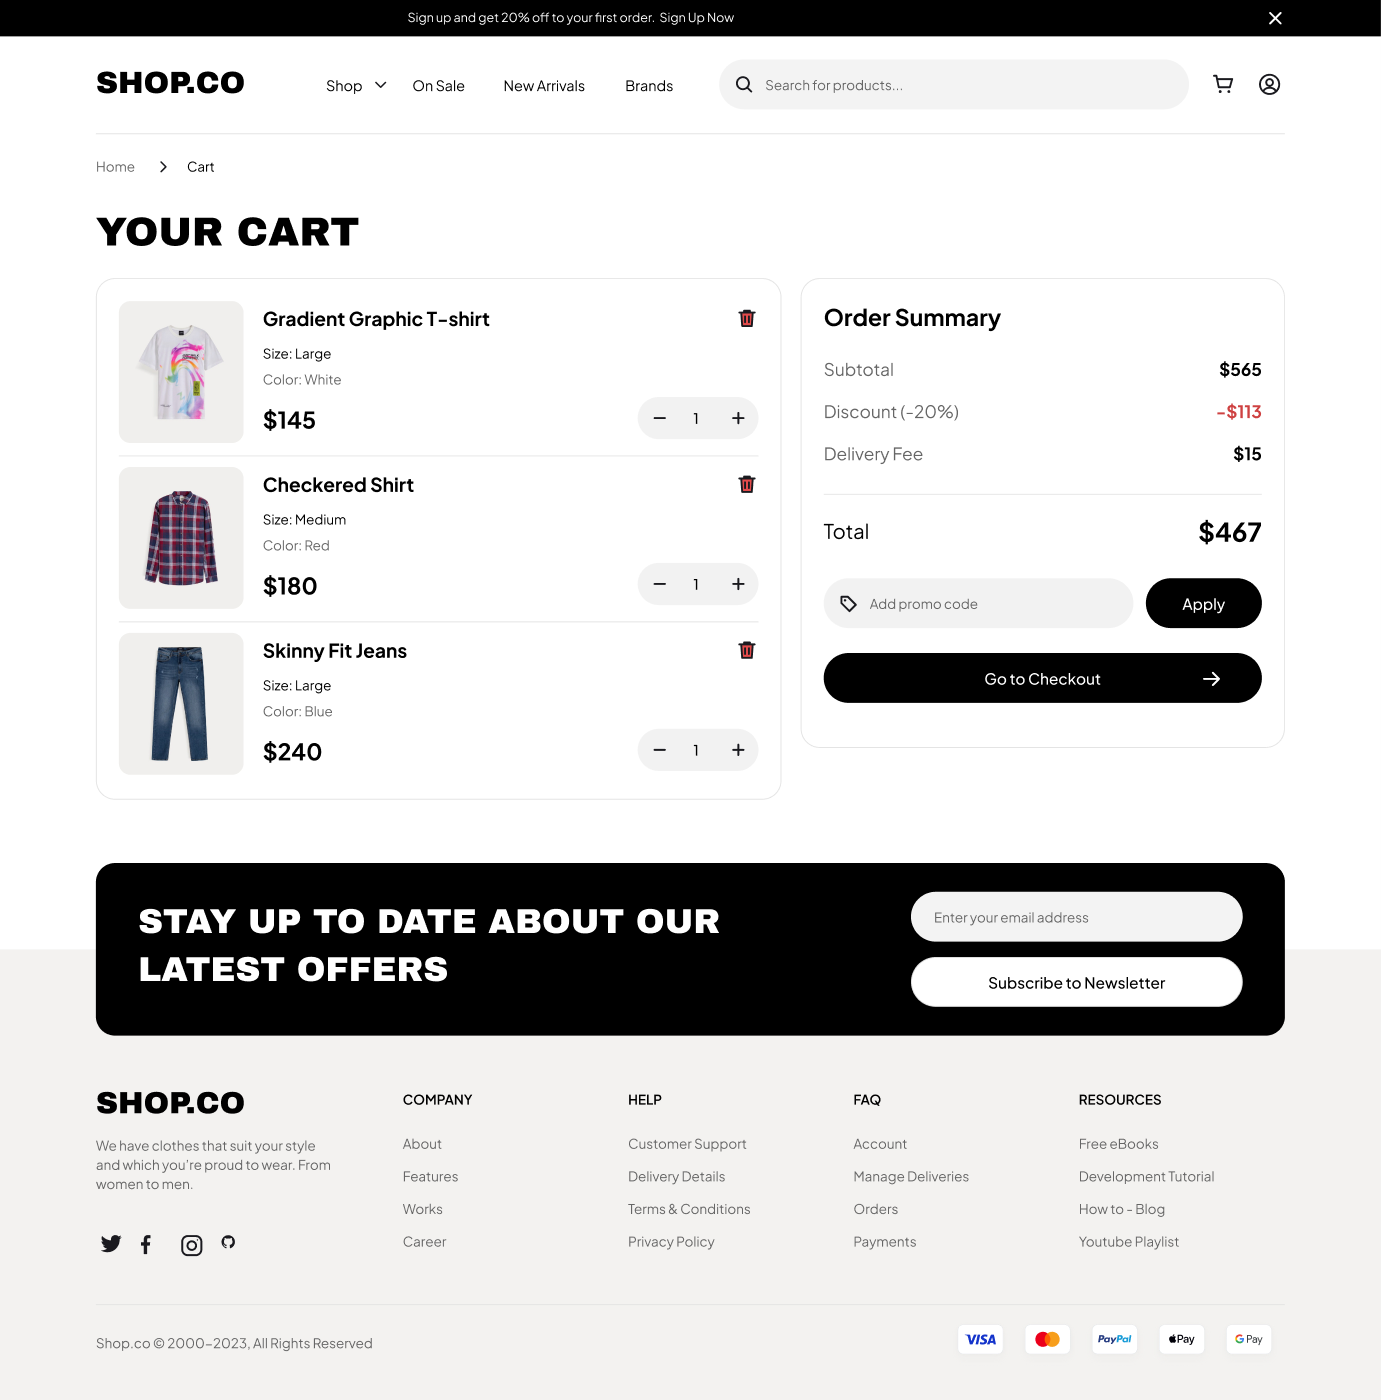 Sign up and get 20% off to your first order. Sign Up Now
SHOP.CO
Shop
On Sale
New Arrivals
Brands
Search for products...
Home
Cart
YOUR CART
Gradient Graphic T-shirt
Size: Large
Color: White
$145
1
Checkered Shirt
Size: Medium
Color: Red
$180
1
Skinny Fit Jeans
Size: Large
Color: Blue
$240
1
Order Summary
Subtotal
$565
Discount (-20%)
-$113
Delivery Fee
$15
Total
$467
Add promo code
Apply
Go to Checkout
STAY UP TO DATE ABOUT OUR
LATEST OFFERS
Enter your email address
Subscribe to Newsletter
SHOP.CO
We have clothes that suit your style
and which you're proud to wear. From
women to men.
COMPANY
About
Features
Works
Career
HELP
Customer Support
Delivery Details
Terms & Conditions
Privacy Policy
FAQ
Account
Manage Deliveries
Orders
Payments
RESOURCES
Free eBooks
Development Tutorial
How to - Blog
Youtube Playlist
Shop.co © 2000-2023, All Rights Reserved
VISA
PayPal
Pay
G Pay